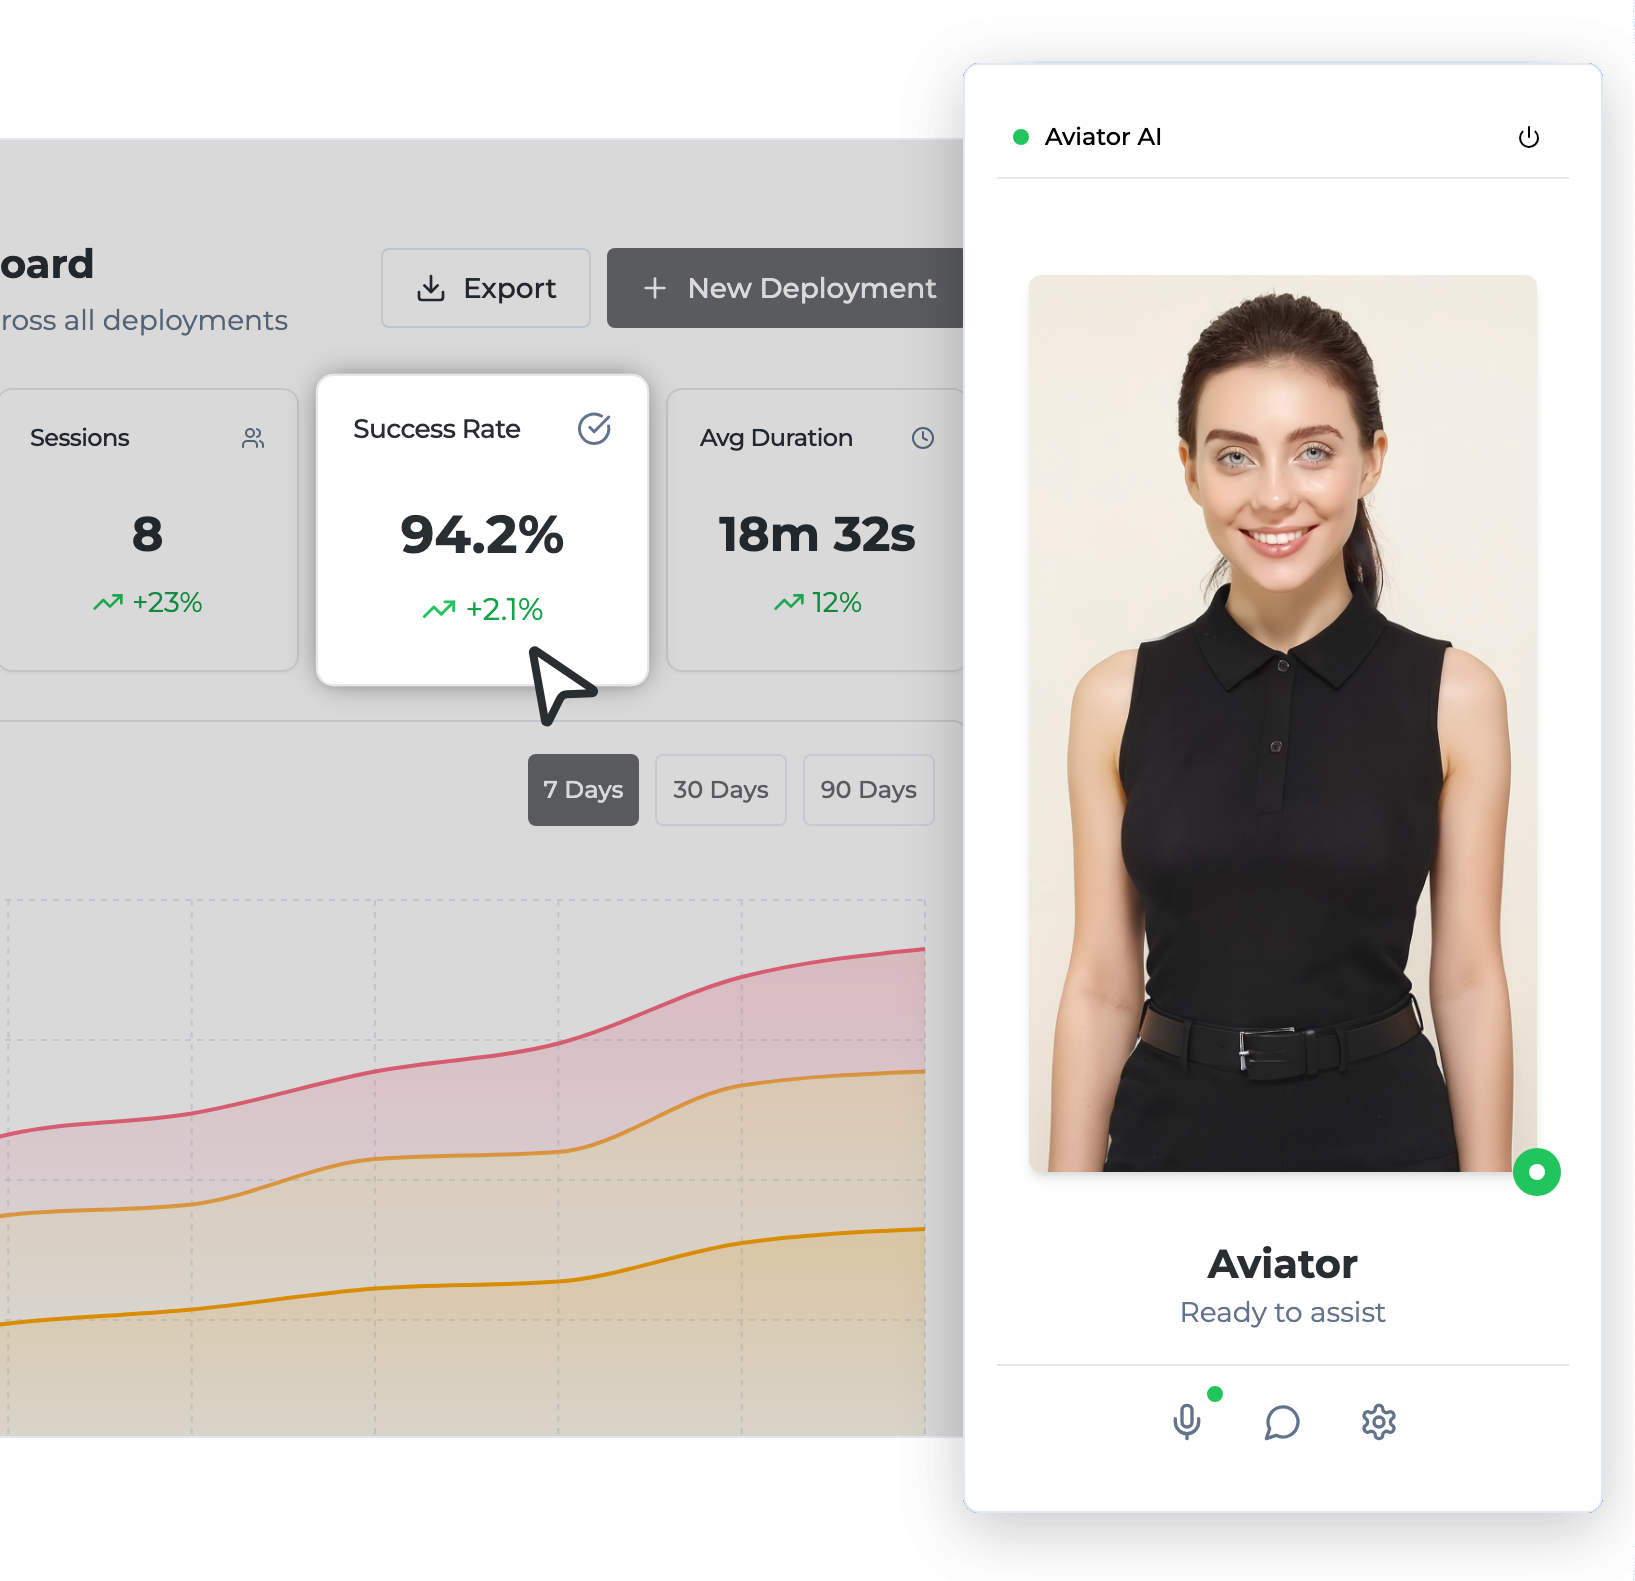 oard
ross all deployments
Export
New Deployment
Sessions
8
+23%
Success Rate
94.2%
+2.1%
Avg Duration
18m 32s
12%
7 Days
30 Days
90 Days
Aviator AI
Aviator
Ready to assist